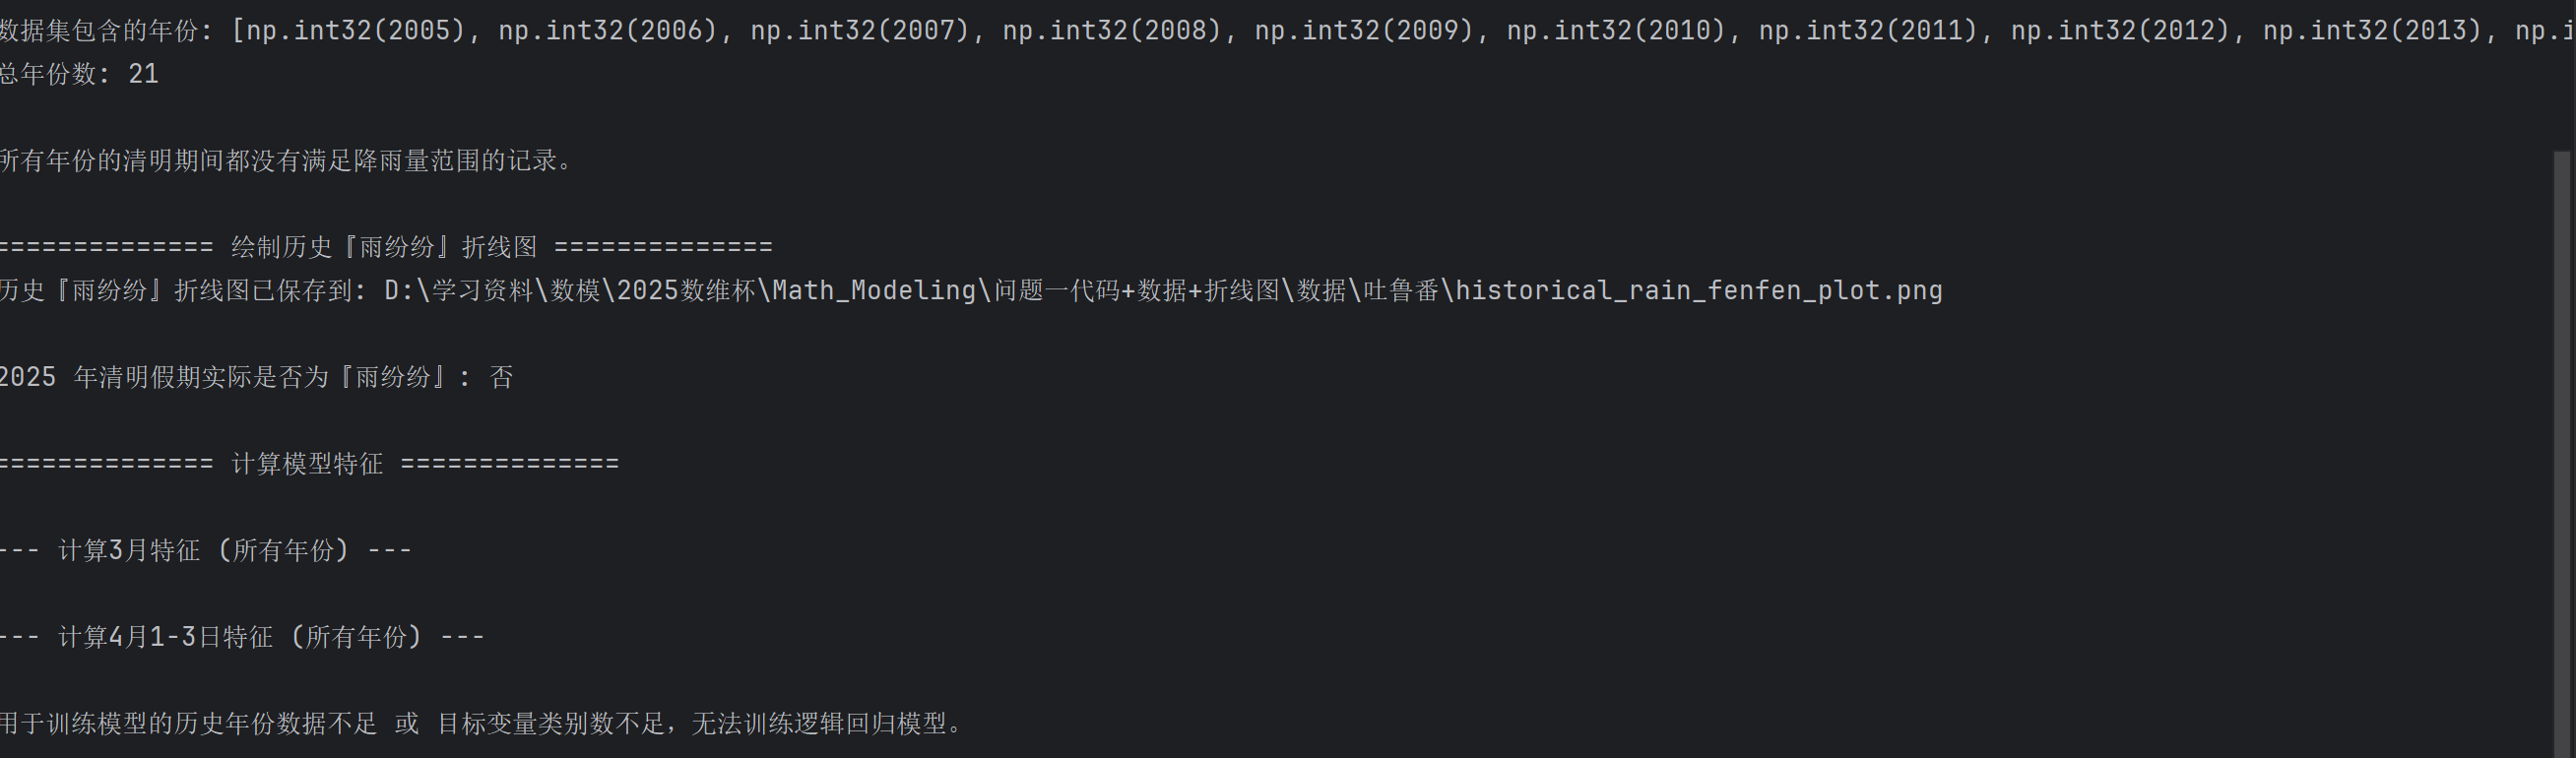 数据集包含的年份: [np.int32(2005), np.int32(2006), np.int32(2007), np.int32(2008), np.int32(2009), np.int32(2010), np.int32(2011), np.int32(2012), np.int32(2013), np.i
总年份数: 21
所有年份的清明期间都没有满足降雨量范围的记录。
============== 绘制历史『雨纷纷』折线图 ==============
历史『雨纷纷』折线图已保存到: D:\学习资料\数模\2025数维杯\Math_Modeling\问题一代码+数据+折线图\数据\吐鲁番\historical_rain_fenfen_plot.png
2025 年清明假期实际是否为『雨纷纷』: 否
============== 计算模型特征 ==============
--- 计算3月特征 (所有年份) ---
--- 计算4月1-3日特征 (所有年份) ---
用于训练模型的历史年份数据不足 或 目标变量类别数不足，无法训练逻辑回归模型。